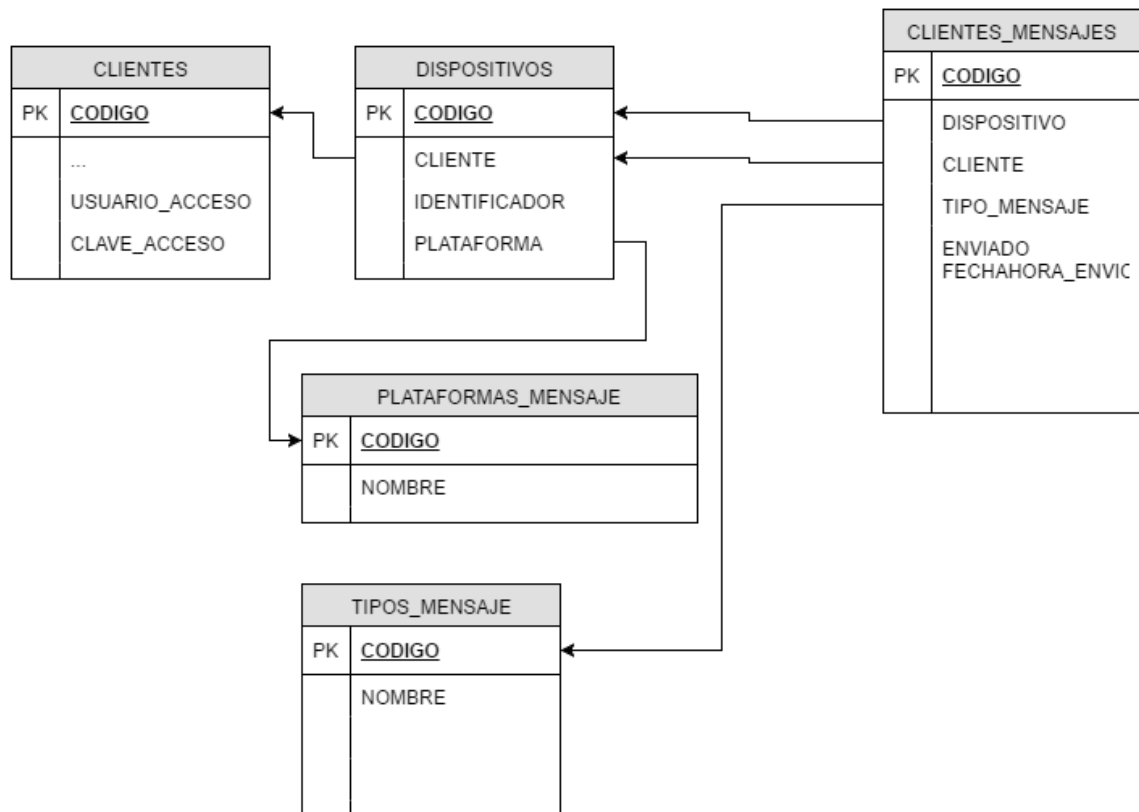 CLIENTES
PK CODIGO
...
USUARIO_ACCESO
CLAVE_ACCESO
DISPOSITIVOS
PK CODIGO
CLIENTE
IDENTIFICADOR
PLATAFORMA
CLIENTES_MENSAJES
PK CODIGO
DISPOSITIVO
CLIENTE
TIPO_MENSAJE
ENVIADO
FECHAHORA_ENVIC
PLATAFORMAS_MENSAJE
PK CODIGO
NOMBRE
TIPOS_MENSAJE
PK CODIGO
NOMBRE